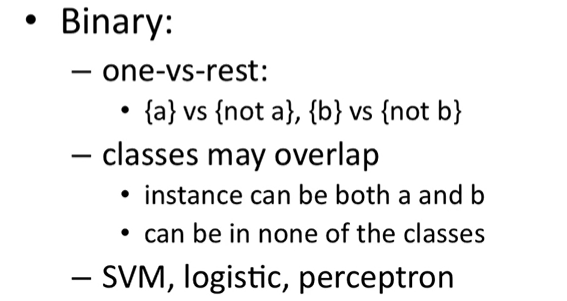 • Binary:
– one-vs-rest:
• {a} vs {not a}, {b} vs {not b}
– classes may overlap
• instance can be both a and b
• can be in none of the classes
– SVM, logistic, perceptron